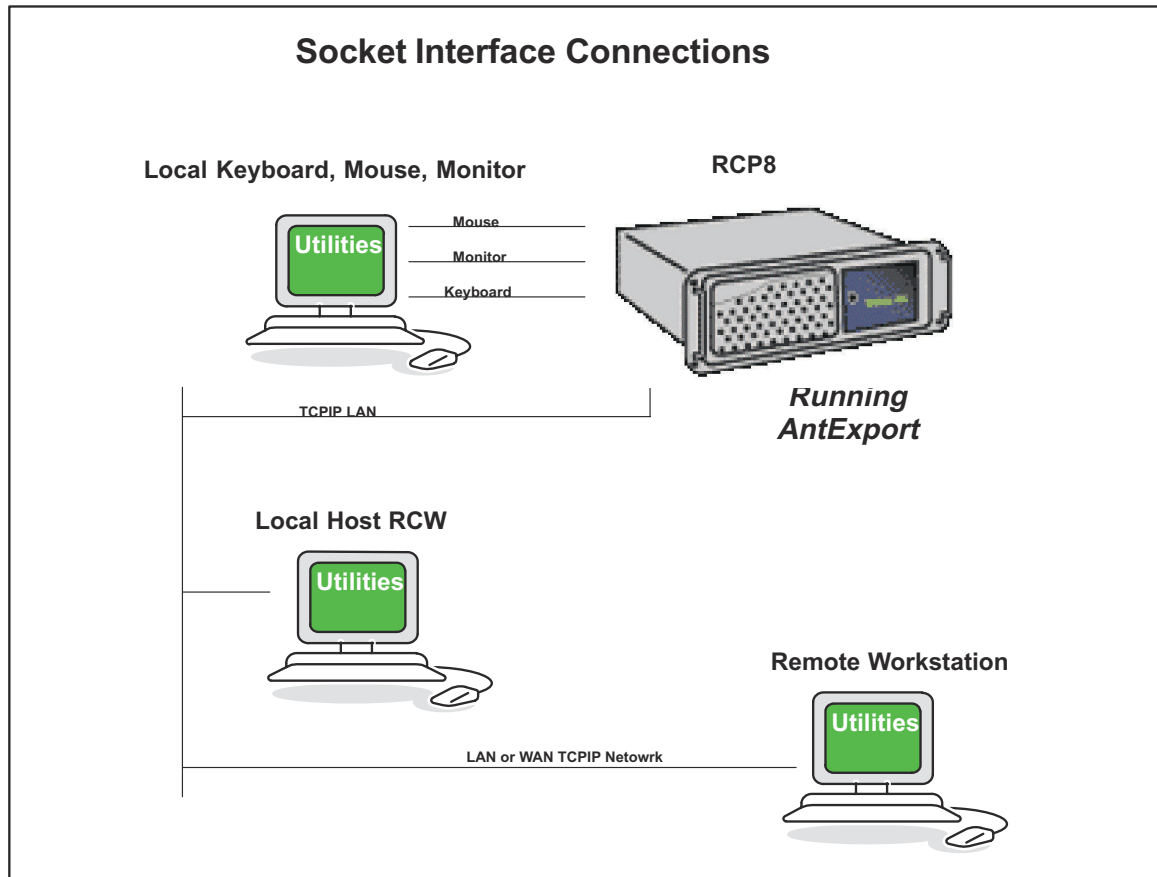 Socket Interface Connections
Local Keyboard, Mouse, Monitor
RCP8
Utilities
Mouse
Monitor
Keyboard
Running
AntExport
TCPIP LAN
Local Host RCW
Utilities
Remote Workstation
Utilities
LAN or WAN TCPIP Netowrk